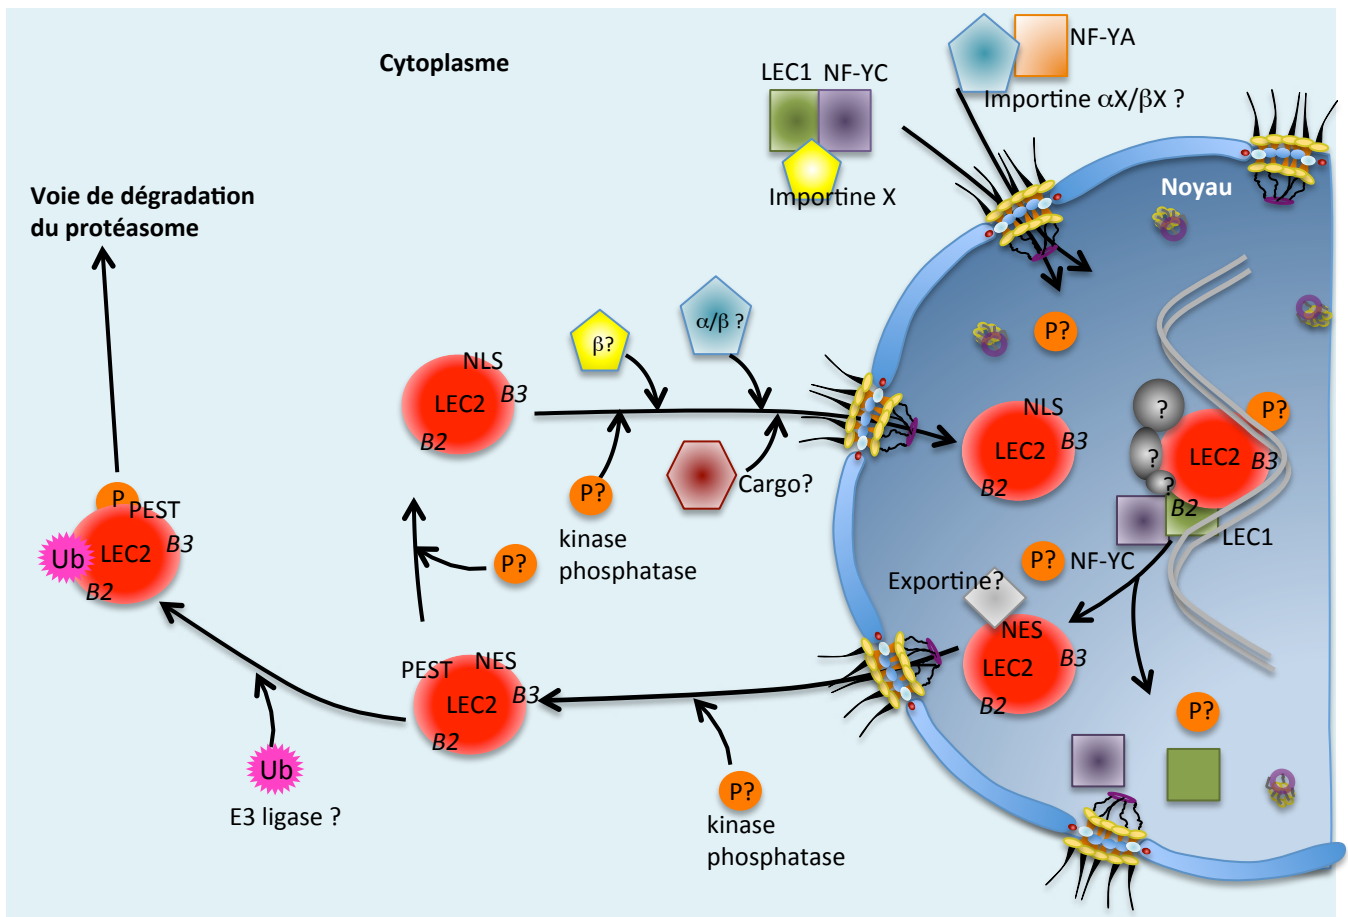 Cytoplasme
NF-YA
LEC1 NF-YC
Importine αX/βX ?
Importine X
Noyau
Voie de dégradation
du protéasome
β?
α/β ?
P?
NLS
LEC2
B3
B2
P?
kinase
phosphatase
Cargo?
NLS
LEC2
B3
B2
?
?
?
P?
LEC2
B3
B2
LEC1
NF-YC
P
PEST
LEC2
B3
Ub
B2
P?
P?
Exportine?
NES
LEC2
B3
B2
PEST
NES
LEC2
B3
B2
P?
Ub
E3 ligase ?
P?
kinase
phosphatase